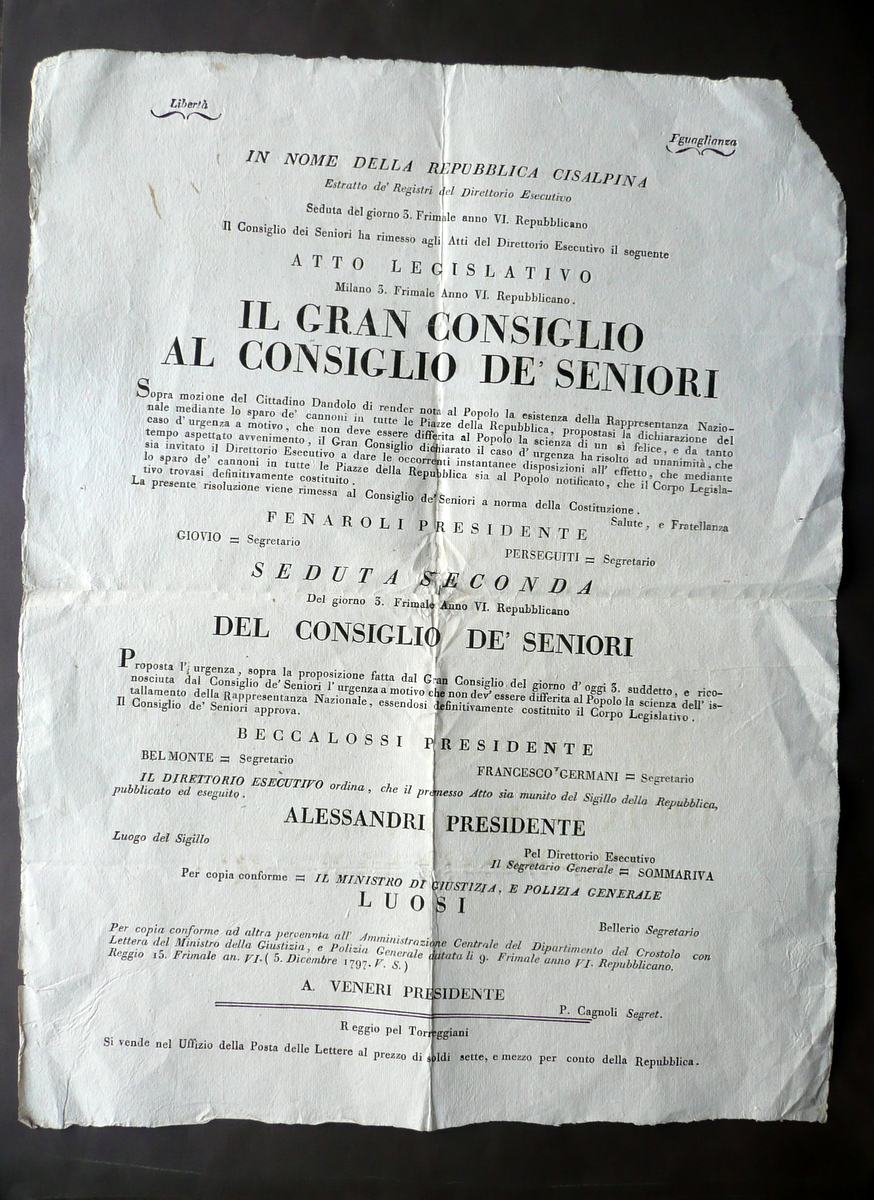 Libertà
Eguaglianza
IN NOME DELLA REPUBBLICA CISALPINA
Estratto de' Registri del Direttorio Esecutivo
Seduta del giorno 3. Frimale anno VI. Repubblicano
Il Consiglio dei Seniori ha rimesso agli Atti del Direttorio Esecutivo il seguente
ATTO LEGISLATIVO
Milano 3. Frimale Anno VI. Repubblicano.
IL GRAN CONSIGLIO
AL CONSIGLIO DE' SENIORI
Sopra mozione del Cittadino Dandolo di render nota al Popolo la esistenza della Rappresentanza Nazio-
nale mediante lo sparo de' cannoni in tutte le Piazze della Repubblica, propostasi la dichiarazione del
caso d'urgenza a motivo, che non deve essere differita al Popolo la scienza di un sì felice, e da tanto
tempo aspettato avvenimento, il Gran Consiglio dichiarato il caso d'urgenza ha risolto ad unanimità, che
sia invitato il Direttorio Esecutivo a dare le occorrenti instantanee disposizioni all' effetto, che mediante
lo sparo de' cannoni in tutte le Piazze della Repubblica sia al Popolo notificato, che il Corpo Legisla-
tivo trovasi definitivamente costituito.
La presente risoluzione viene rimessa al Consiglio de' Seniori a norma della Costituzione.
Salute, e Fratellanza
FENAROLI PRESIDENTE
GIOVIO = Segretario
PERSEGUITI = Segretario
SEDUTA SECONDA
Del giorno 3. Frimale Anno VI. Repubblicano
DEL CONSIGLIO DE' SENIORI
Proposta l' urgenza, sopra la proposizione fatta dal Gran Consiglio del giorno d' oggi 3. suddetto, e rico-
nosciuta dal Consiglio de' Seniori l' urgenza a motivo che non dev' essere differita al Popolo la scienza dell' is-
tallamento della Rappresentanza Nazionale, essendosi definitivamente costituito il Corpo Legislativo.
Il Consiglio de' Seniori approva.
BECCALOSSI PRESIDENTE
BELMONTE = Segretario
FRANCESCO GERMANI = Segretario
IL DIRETTORIO ESECUTIVO ordina, che il premesso Atto sia munito del Sigillo della Repubblica,
pubblicato ed eseguito.
ALESSANDRI PRESIDENTE
Luogo del Sigillo
Pel Direttorio Esecutivo
Il Segretario Generale = SOMMARIVA
Per copia conforme = IL MINISTRO DI GIUSTIZIA, E POLIZIA GENERALE
LUOSI
Bellerio Segretario
Per copia conforme ad altra pervenuta all' Amministrazione Centrale del Dipartimento del Crostolo con
Lettera del Ministro della Giustizia, e Polizia Generale datata li 9. Frimale anno VI. Repubblicano.
Reggio 15. Frimale an. VI. ( 5. Dicembre 1797. V. S.)
A. VENERI PRESIDENTE
P. Cagnoli Segret.
Reggio pel Torreggiani
Si vende nel Uffizio della Posta delle Lettere al prezzo di soldi sette, e mezzo per conto della Repubblica.